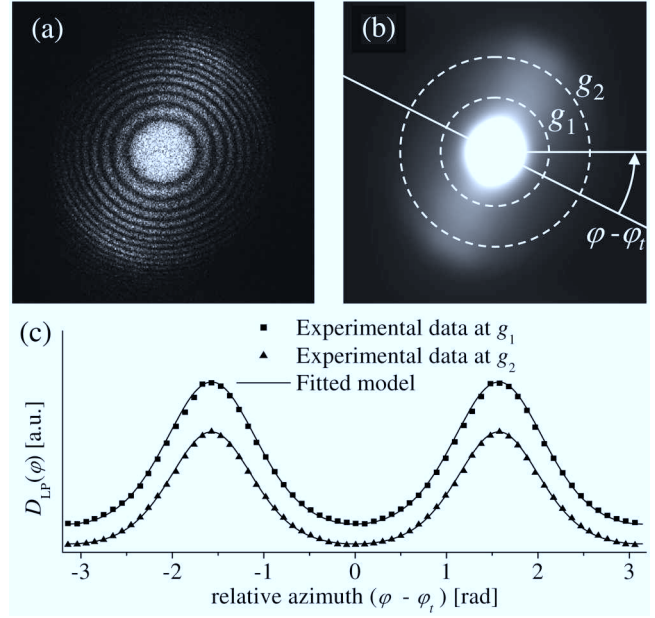 (a)
(b)
g₂
g₁
φ - φₜ
(c)
Experimental data at g₁
Experimental data at g₂
Fitted model
D_LP(φ) [a.u.]
-3 -2 -1 0 1 2 3
relative azimuth (φ - φₜ) [rad]